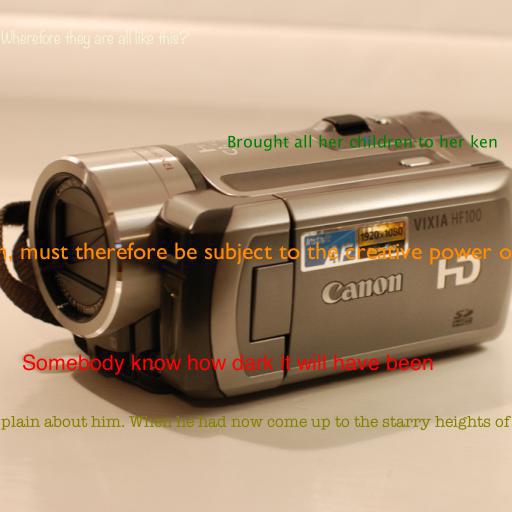 Wherefore they are all like this?
Brought all her children to her ken
VIXIA HF100
1920x1080
must therefore be subject to the creative power o
HD
Canon
Somebody know how dark it will have been
plain about him. When he had now come up to the starry heights of